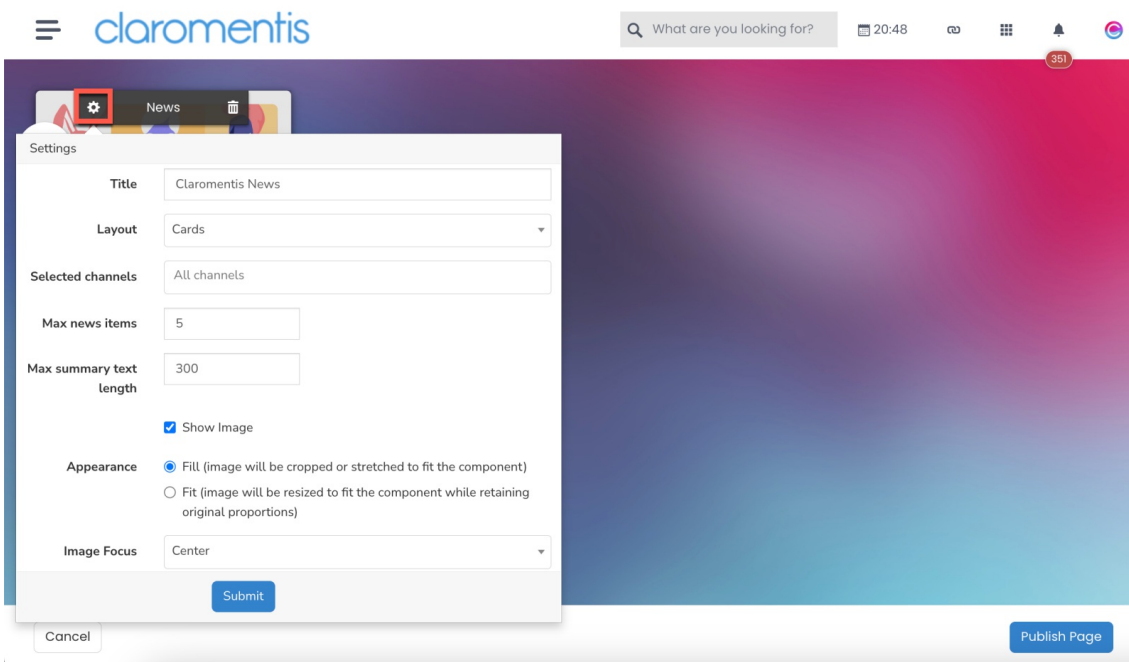 claromentis
What are you looking for?
20:48
351
News
Settings
Title
Claromentis News
Layout
Cards
Selected channels
All channels
Max news items
5
Max summary text
length
300
Show Image
Appearance
Fill (image will be cropped or stretched to fit the component)
Fit (image will be resized to fit the component while retaining
original proportions)
Image Focus
Center
Submit
Cancel
Publish Page